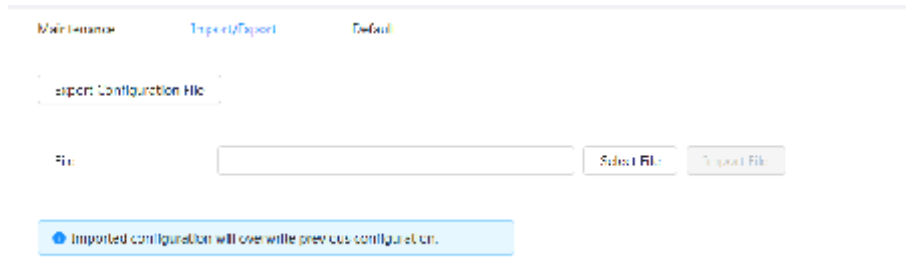 Maintenance Import/Export Default
Export Configuration File
File Select File Import File
Imported configuration will overwrite previous configuration.